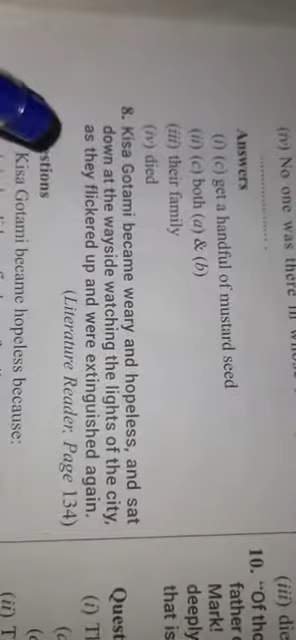 (iv) No one was there in
Answers
(i) (c) get a handful of mustard seed
(ii) (c) both (a) & (b)
(iii) their family
(iv) died
8. Kisa Gotami became weary and hopeless, and sat
down at the wayside watching the lights of the city,
as they flickered up and were extinguished again.
(Literature Reader, Page 134)
stions
Kisa Gotami became hopeless because:
(iii) di
10. "Of th
father
Mark!
deeply
that is
Quest
(i) T
(ii) T